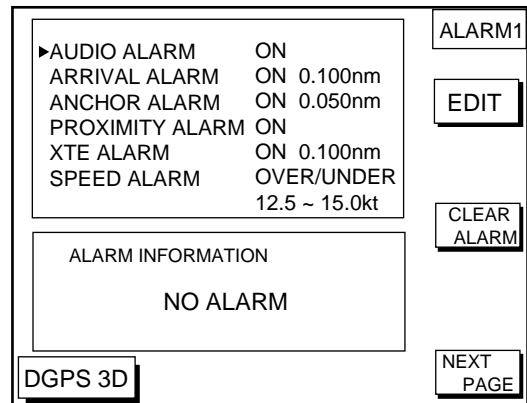 ALARM1
▶AUDIO ALARM ON
ARRIVAL ALARM ON 0.100nm
ANCHOR ALARM ON 0.050nm
PROXIMITY ALARM ON
XTE ALARM ON 0.100nm
SPEED ALARM OVER/UNDER
12.5 ~ 15.0kt
EDIT
CLEAR
ALARM
ALARM INFORMATION
NO ALARM
DGPS 3D
NEXT
PAGE